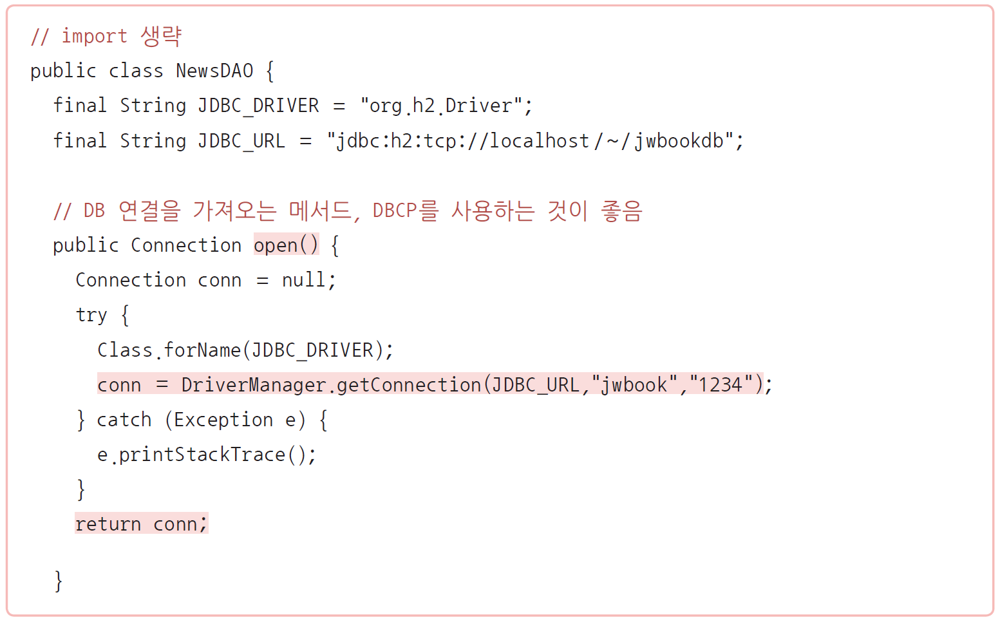 // import 생략
public class NewsDAO {
final String JDBC_DRIVER = "org.h2.Driver";
final String JDBC_URL = "jdbc:h2:tcp://localhost/~/jwbookdb";
// DB 연결을 가져오는 메서드, DBCP를 사용하는 것이 좋음
public Connection open() {
Connection conn = null;
try {
Class.forName(JDBC_DRIVER);
conn = DriverManager.getConnection(JDBC_URL,"jwbook","1234");
} catch (Exception e) {
e.printStackTrace();
}
return conn;
}